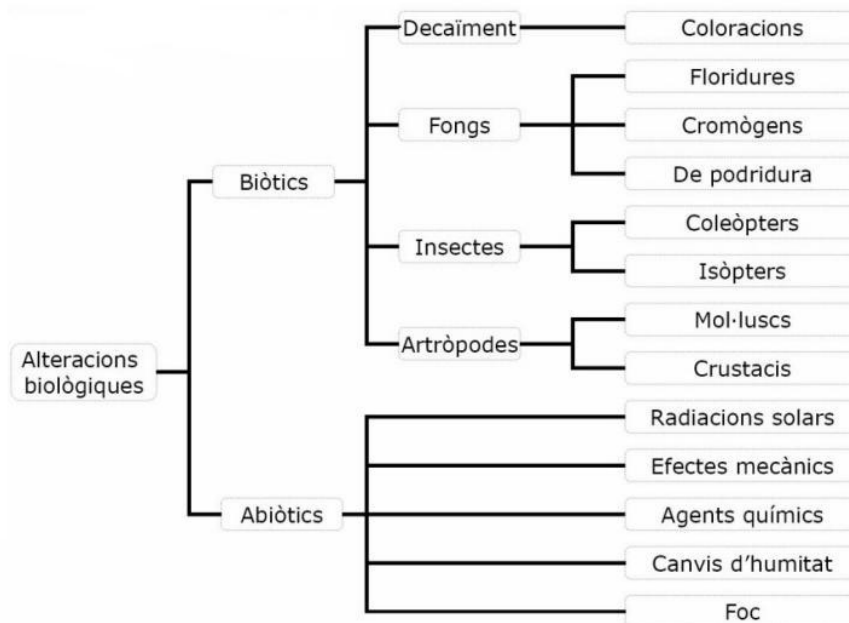 Alteracions
biològiques
Biòtics
Decaïment
Coloracions
Fongs
Floridures
Cromògens
De podridura
Insectes
Coleòpters
Isòpters
Artròpodes
Mol·luscs
Crustacis
Abiòtics
Radiacions solars
Efectes mecànics
Agents químics
Canvis d’humitat
Foc